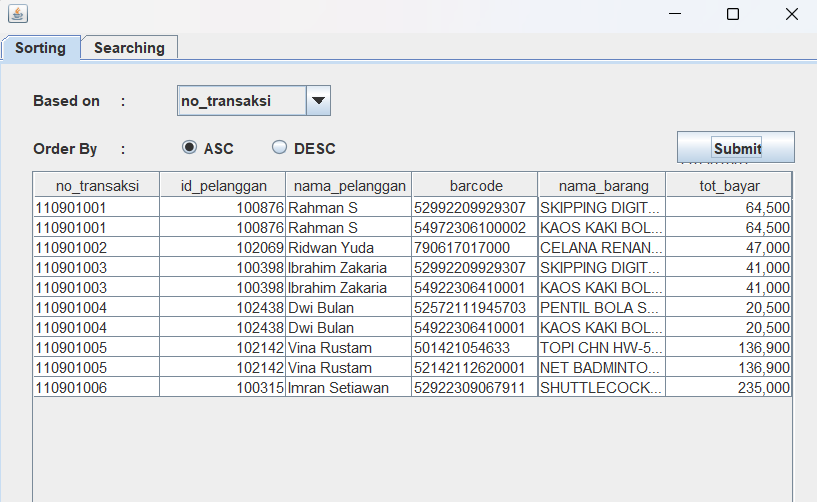 Sorting Searching
Based on : no_transaksi
Order By : ASC DESC Submit
no_transaksi id_pelanggan nama_pelanggan barcode nama_barang tot_bayar
110901001 100876 Rahman S 52992209929307 SKIPPING DIGIT... 64,500
110901001 100876 Rahman S 54972306100002 KAOS KAKI BOL... 64,500
110901002 102069 Ridwan Yuda 790617017000 CELANA RENAN... 47,000
110901003 100398 Ibrahim Zakaria 52992209929307 SKIPPING DIGIT... 41,000
110901003 100398 Ibrahim Zakaria 54922306410001 KAOS KAKI BOL... 41,000
110901004 102438 Dwi Bulan 52572111945703 PENTIL BOLA S... 20,500
110901004 102438 Dwi Bulan 54922306410001 KAOS KAKI BOL... 20,500
110901005 102142 Vina Rustam 501421054633 TOPI CHN HW-5... 136,900
110901005 102142 Vina Rustam 52142112620001 NET BADMINTO... 136,900
110901006 100315 Imran Setiawan 52922309067911 SHUTTLECOCK... 235,000